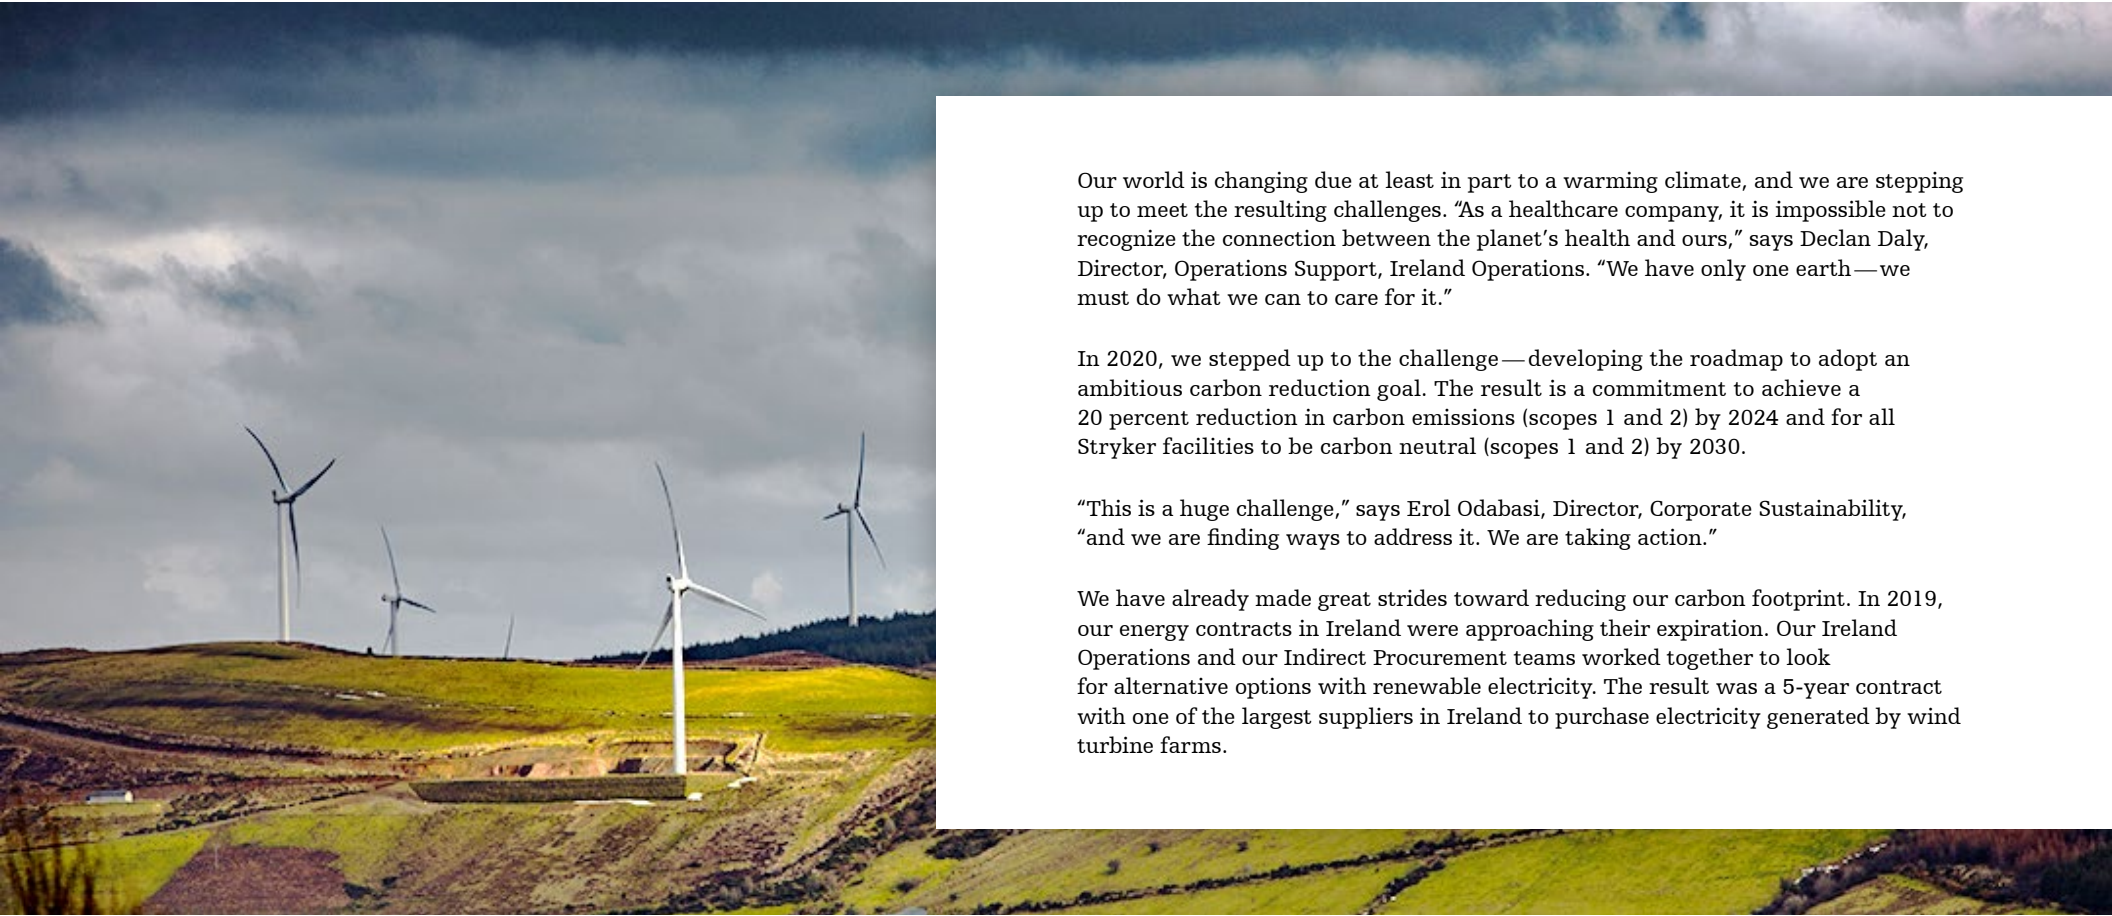 Our world is changing due at least in part to a warming climate, and we are stepping
up to meet the resulting challenges. “As a healthcare company, it is impossible not to
recognize the connection between the planet’s health and ours,” says Declan Daly,
Director, Operations Support, Ireland Operations. “We have only one earth—we
must do what we can to care for it.”
In 2020, we stepped up to the challenge—developing the roadmap to adopt an
ambitious carbon reduction goal. The result is a commitment to achieve a
20 percent reduction in carbon emissions (scopes 1 and 2) by 2024 and for all
Stryker facilities to be carbon neutral (scopes 1 and 2) by 2030.
“This is a huge challenge,” says Erol Odabasi, Director, Corporate Sustainability,
“and we are finding ways to address it. We are taking action.”
We have already made great strides toward reducing our carbon footprint. In 2019,
our energy contracts in Ireland were approaching their expiration. Our Ireland
Operations and our Indirect Procurement teams worked together to look
for alternative options with renewable electricity. The result was a 5-year contract
with one of the largest suppliers in Ireland to purchase electricity generated by wind
turbine farms.